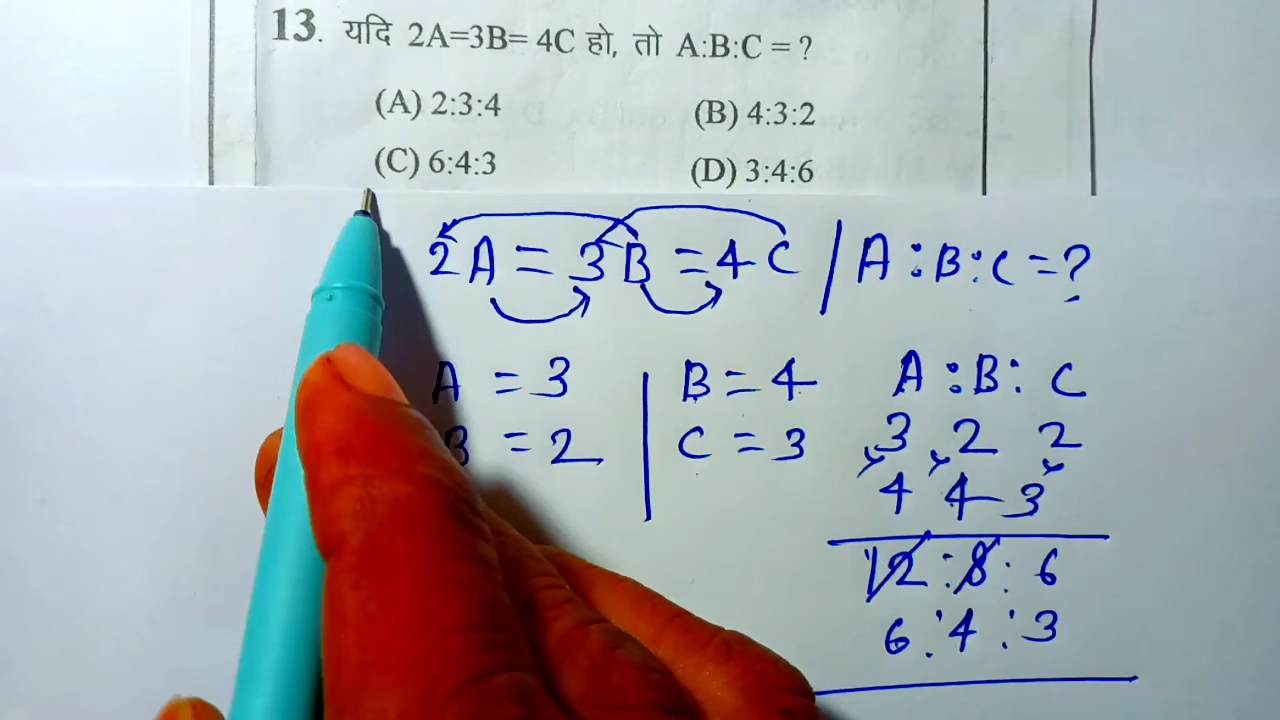 13. यदि 2A=3B= 4C हो, तो A:B:C = ?
(A) 2:3:4 (B) 4:3:2
(C) 6:4:3 (D) 3:4:6
2A = 3B = 4C / A:B:C = ?
A = 3 | B = 4 A : B : C
B = 2 | C = 3 3 2 2
4 4 3
12 : 8 : 6
6 : 4 : 3